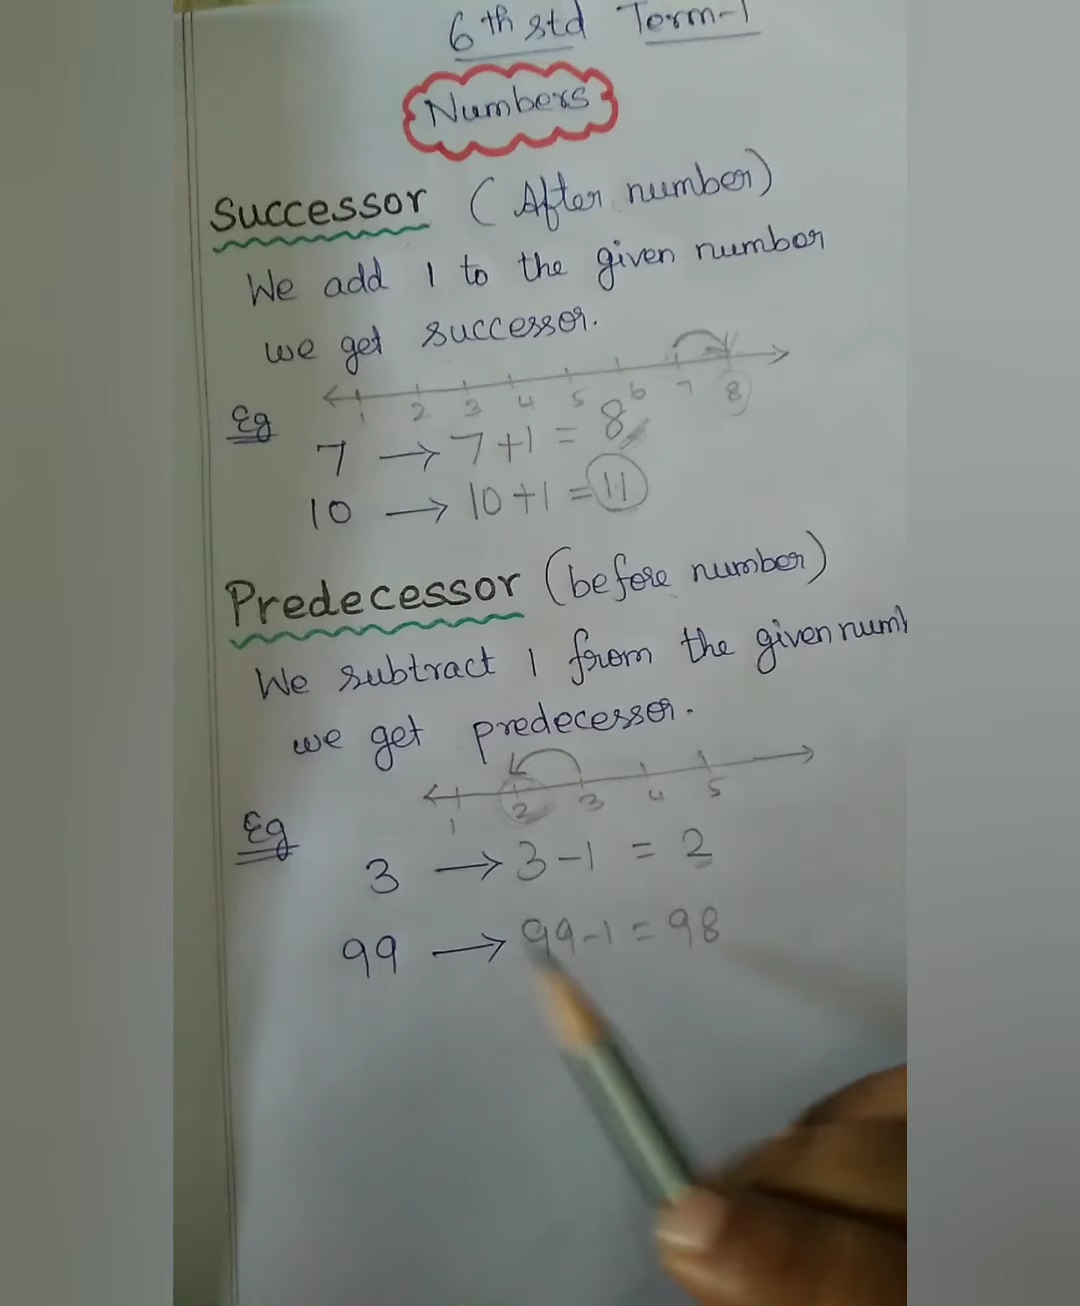 6th std Term-1
Numbers
Successor (After number)
We add 1 to the given number
we get successor.
1 2 3 4 5 6 7 8
Eg
7 → 7+1 = 8
10 → 10+1 = 11
Predecessor (before number)
We subtract 1 from the given numb
we get predecessor.
1 2 3 4 5
Eg
3 → 3-1 = 2
99 → 99-1 = 98